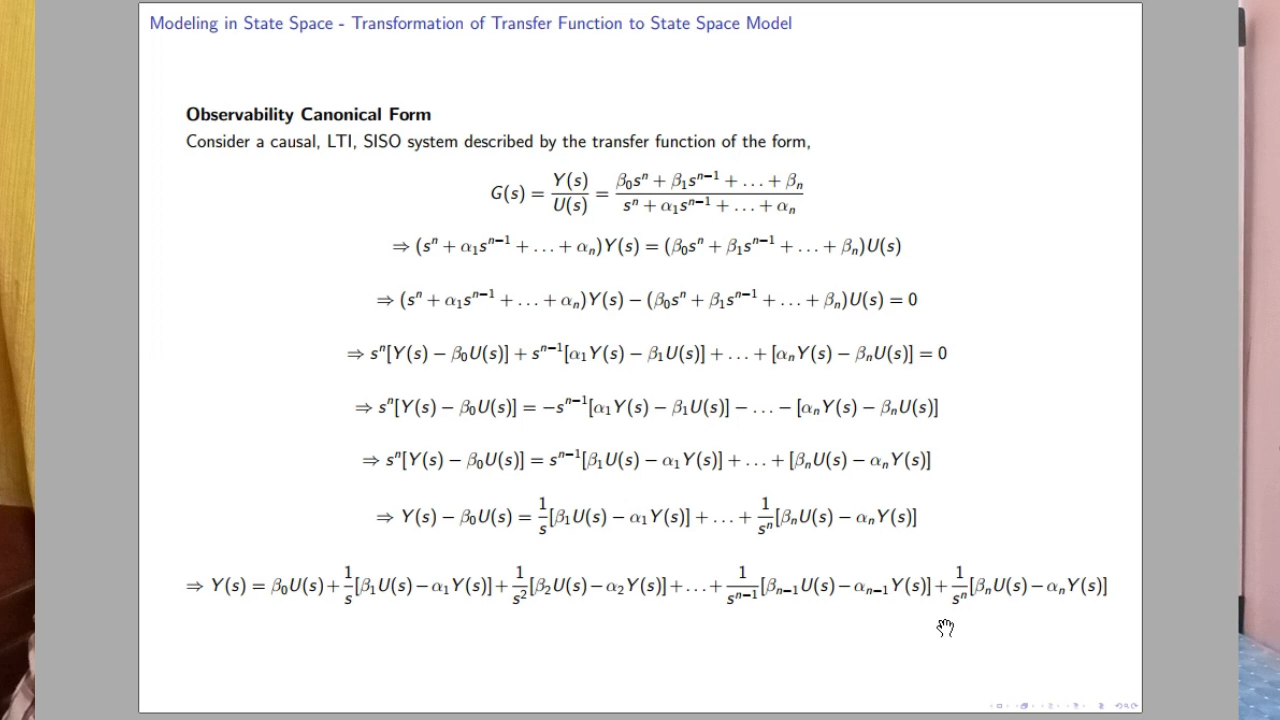 Modeling in State Space - Transformation of Transfer Function to State Space Model
Observability Canonical Form
Consider a causal, LTI, SISO system described by the transfer function of the form,
G(s) = Y(s)/U(s) = (β₀sⁿ + β₁sⁿ⁻¹ + … + βₙ)/(sⁿ + α₁sⁿ⁻¹ + … + αₙ)
⇒ (sⁿ + α₁sⁿ⁻¹ + … + αₙ)Y(s) = (β₀sⁿ + β₁sⁿ⁻¹ + … + βₙ)U(s)
⇒ (sⁿ + α₁sⁿ⁻¹ + … + αₙ)Y(s) − (β₀sⁿ + β₁sⁿ⁻¹ + … + βₙ)U(s) = 0
⇒ sⁿ[Y(s) − β₀U(s)] + sⁿ⁻¹[α₁Y(s) − β₁U(s)] + … + [αₙY(s) − βₙU(s)] = 0
⇒ sⁿ[Y(s) − β₀U(s)] = −sⁿ⁻¹[α₁Y(s) − β₁U(s)] − … − [αₙY(s) − βₙU(s)]
⇒ sⁿ[Y(s) − β₀U(s)] = sⁿ⁻¹[β₁U(s) − α₁Y(s)] + … + [βₙU(s) − αₙY(s)]
⇒ Y(s) − β₀U(s) = 1/s[β₁U(s) − α₁Y(s)] + … + 1/sⁿ[βₙU(s) − αₙY(s)]
⇒ Y(s) = β₀U(s)+1/s[β₁U(s)−α₁Y(s)]+1/s²[β₂U(s)−α₂Y(s)]+…+1/sⁿ⁻¹[βₙ₋₁U(s)−αₙ₋₁Y(s)]+1/sⁿ[βₙU(s)−αₙY(s)]